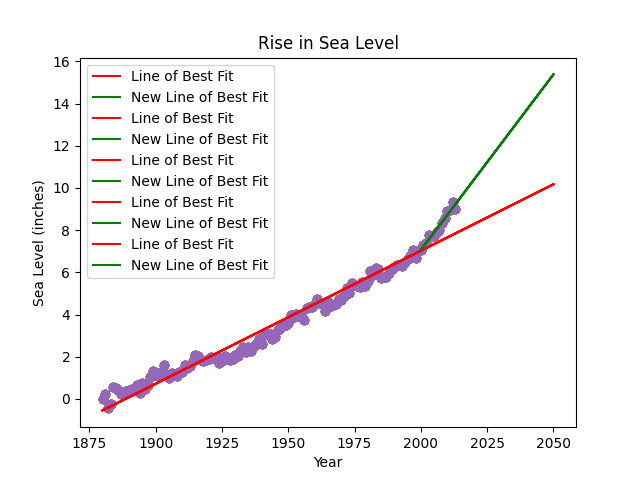 Rise in Sea Level
16
14
12
10
8
6
4
2
0
Sea Level (inches)
Line of Best Fit
New Line of Best Fit
Line of Best Fit
New Line of Best Fit
Line of Best Fit
New Line of Best Fit
Line of Best Fit
New Line of Best Fit
Line of Best Fit
New Line of Best Fit
1875 1900 1925 1950 1975 2000 2025 2050
Year